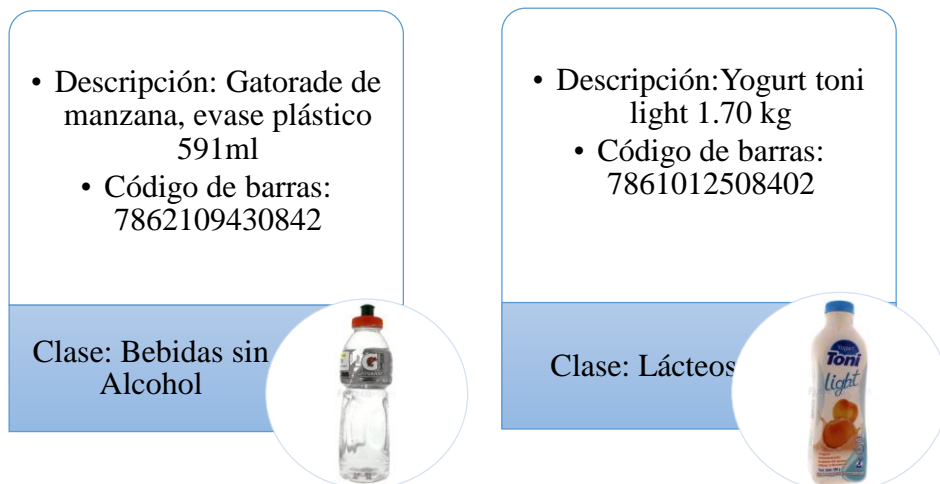 • Descripción: Gatorade de
manzana, evase plástico
591ml
• Código de barras:
7862109430842
Clase: Bebidas sin
Alcohol
G
• Descripción:Yogurt toni
light 1.70 kg
• Código de barras:
7861012508402
Clase: Lácteos
Yogurt
Toni
light